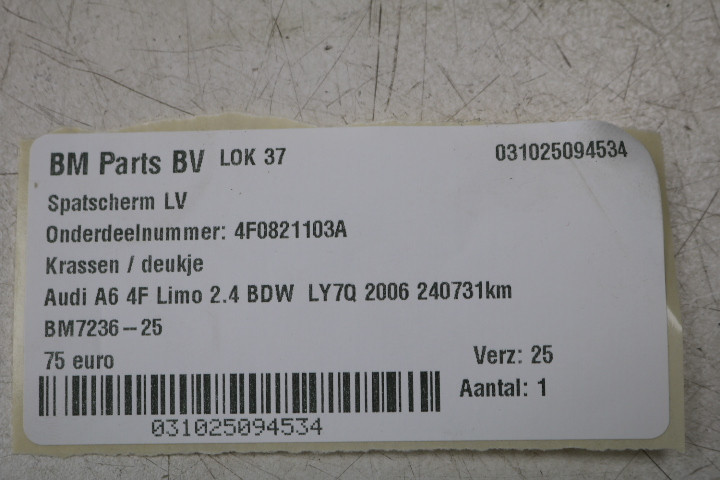 BM Parts BV LOK 37 031025094534
Spatscherm LV
Onderdeelnummer: 4F0821103A
Krassen / deukje
Audi A6 4F Limo 2.4 BDW LY7Q 2006 240731km
BM7236-25
75 euro Verz: 25
Aantal: 1
031025094534